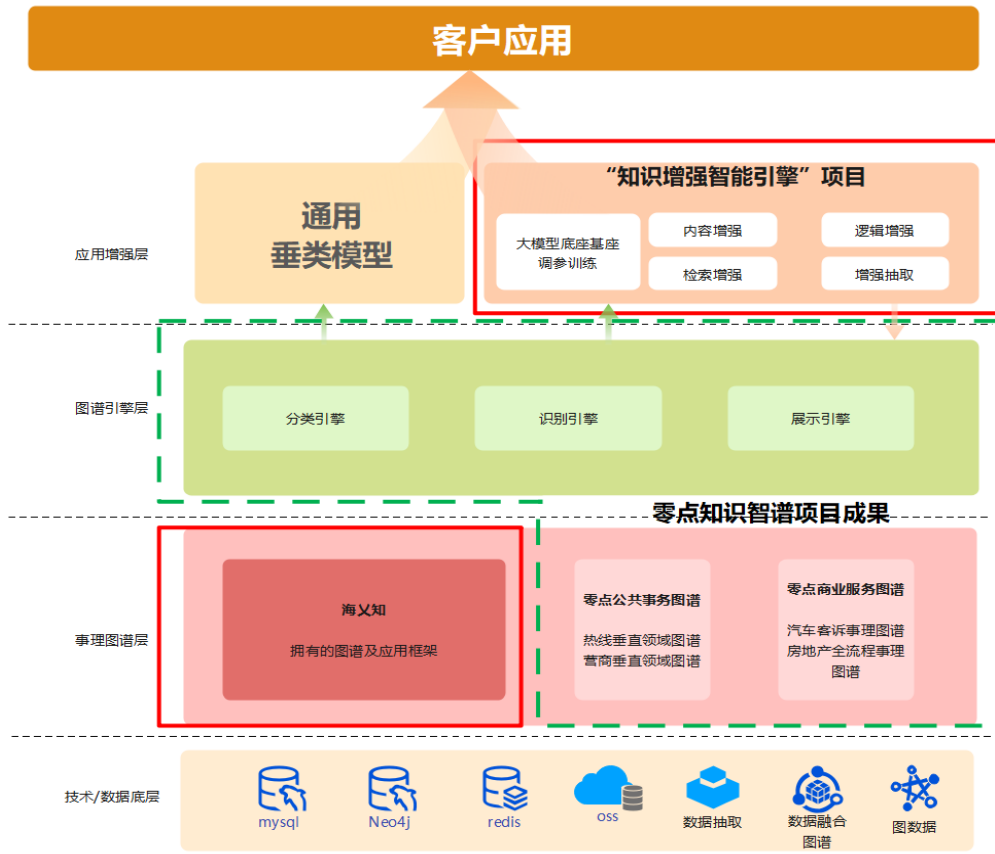 客户应用
“知识增强智能引擎”项目
通用
垂类模型
大模型底座基座
调参训练
内容增强
逻辑增强
检索增强
增强抽取
应用增强层
图谱引擎层
分类引擎
识别引擎
展示引擎
零点知识智谱项目成果
事理图谱层
海乂知
拥有的图谱及应用框架
零点公共事务图谱
热线垂直领域图谱
营商垂直领域图谱
零点商业服务图谱
汽车客诉事理图谱
房地产全流程事理
图谱
技术/数据底层
mysql
Neo4j
redis
oss
数据抽取
数据融合
图谱
图数据